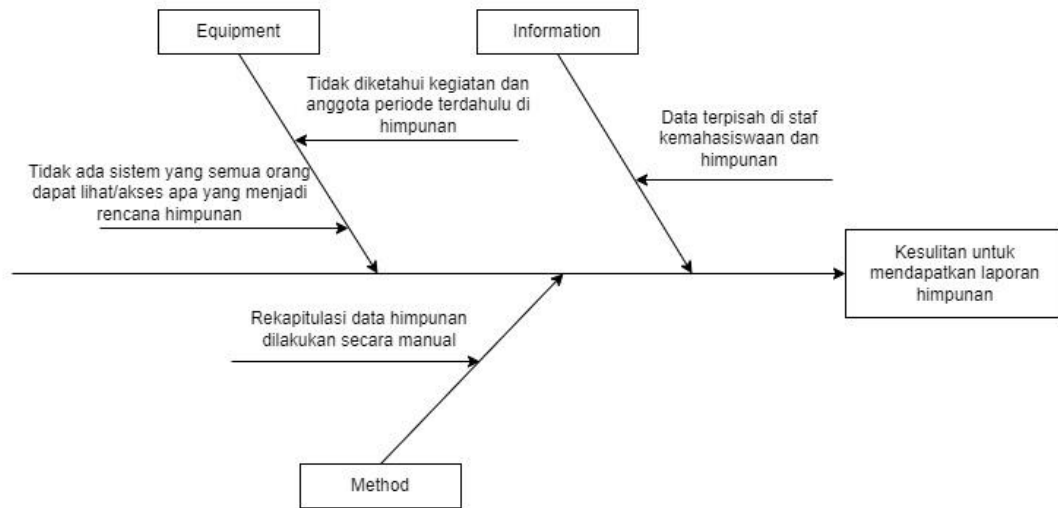 Equipment
Information
Tidak diketahui kegiatan dan
anggota periode terdahulu di
himpunan
Data terpisah di staf
kemahasiswaan dan
himpunan
Tidak ada sistem yang semua orang
dapat lihat/akses apa yang menjadi
rencana himpunan
Kesulitan untuk
mendapatkan laporan
himpunan
Rekapitulasi data himpunan
dilakukan secara manual
Method